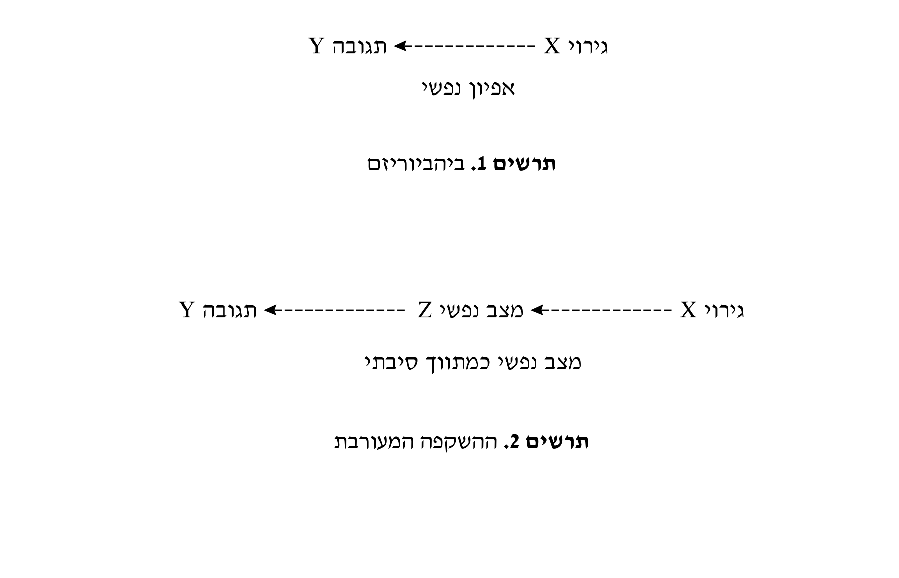 גירוי X תגובה Y
אפיון נפשי
תרשים 1. ביהביוריזם
גירוי X מצב נפשי Z תגובה Y
מצב נפשי כמתווך סיבתי
תרשים 2. ההשקפה המעורבת